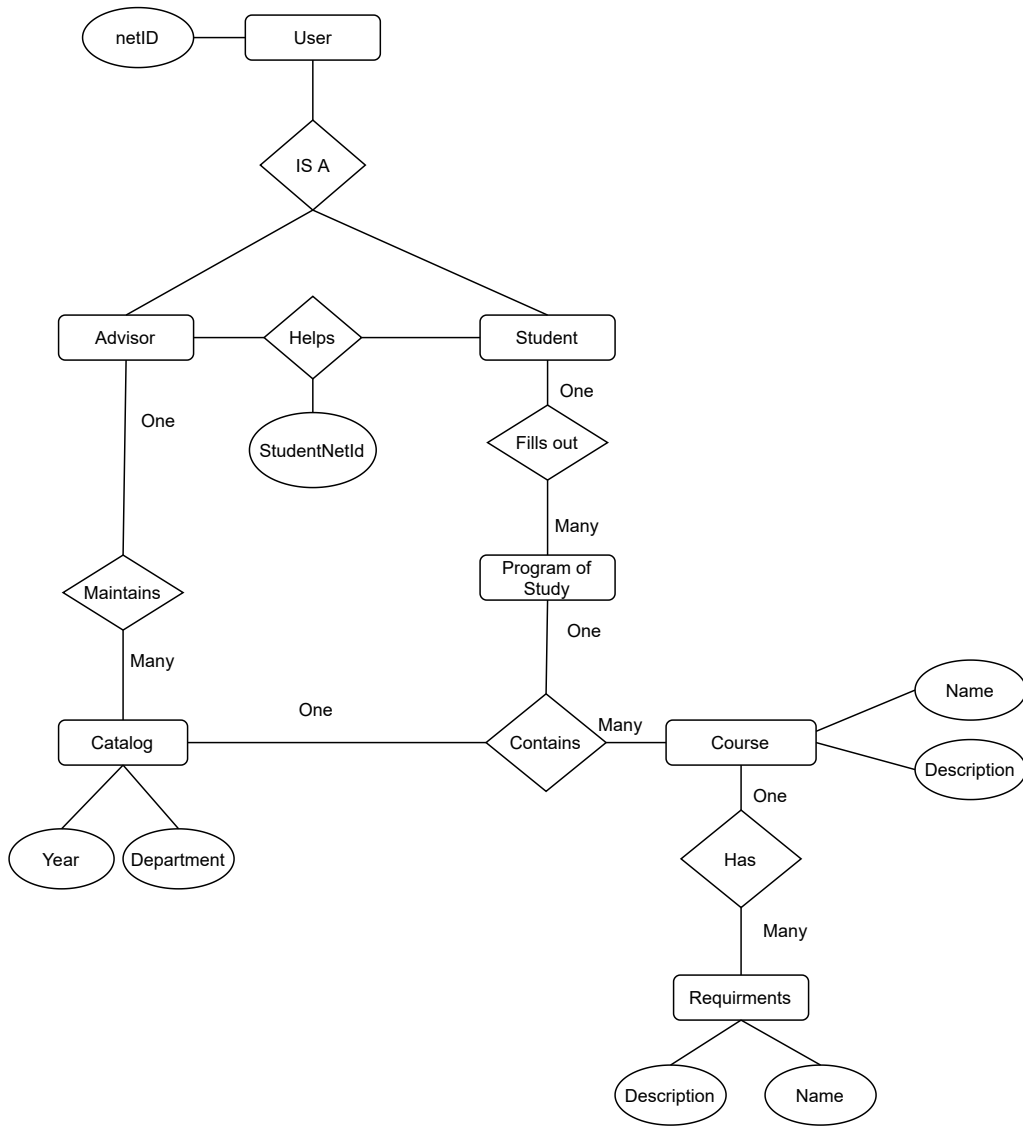 netID
User
IS A
Advisor
Helps
Student
One
One
StudentNetId
Fills out
Many
Program of
Study
Maintains
One
Many
One
Many
Name
Catalog
Contains
Course
Description
One
Year
Department
Has
Many
Requirments
Description
Name